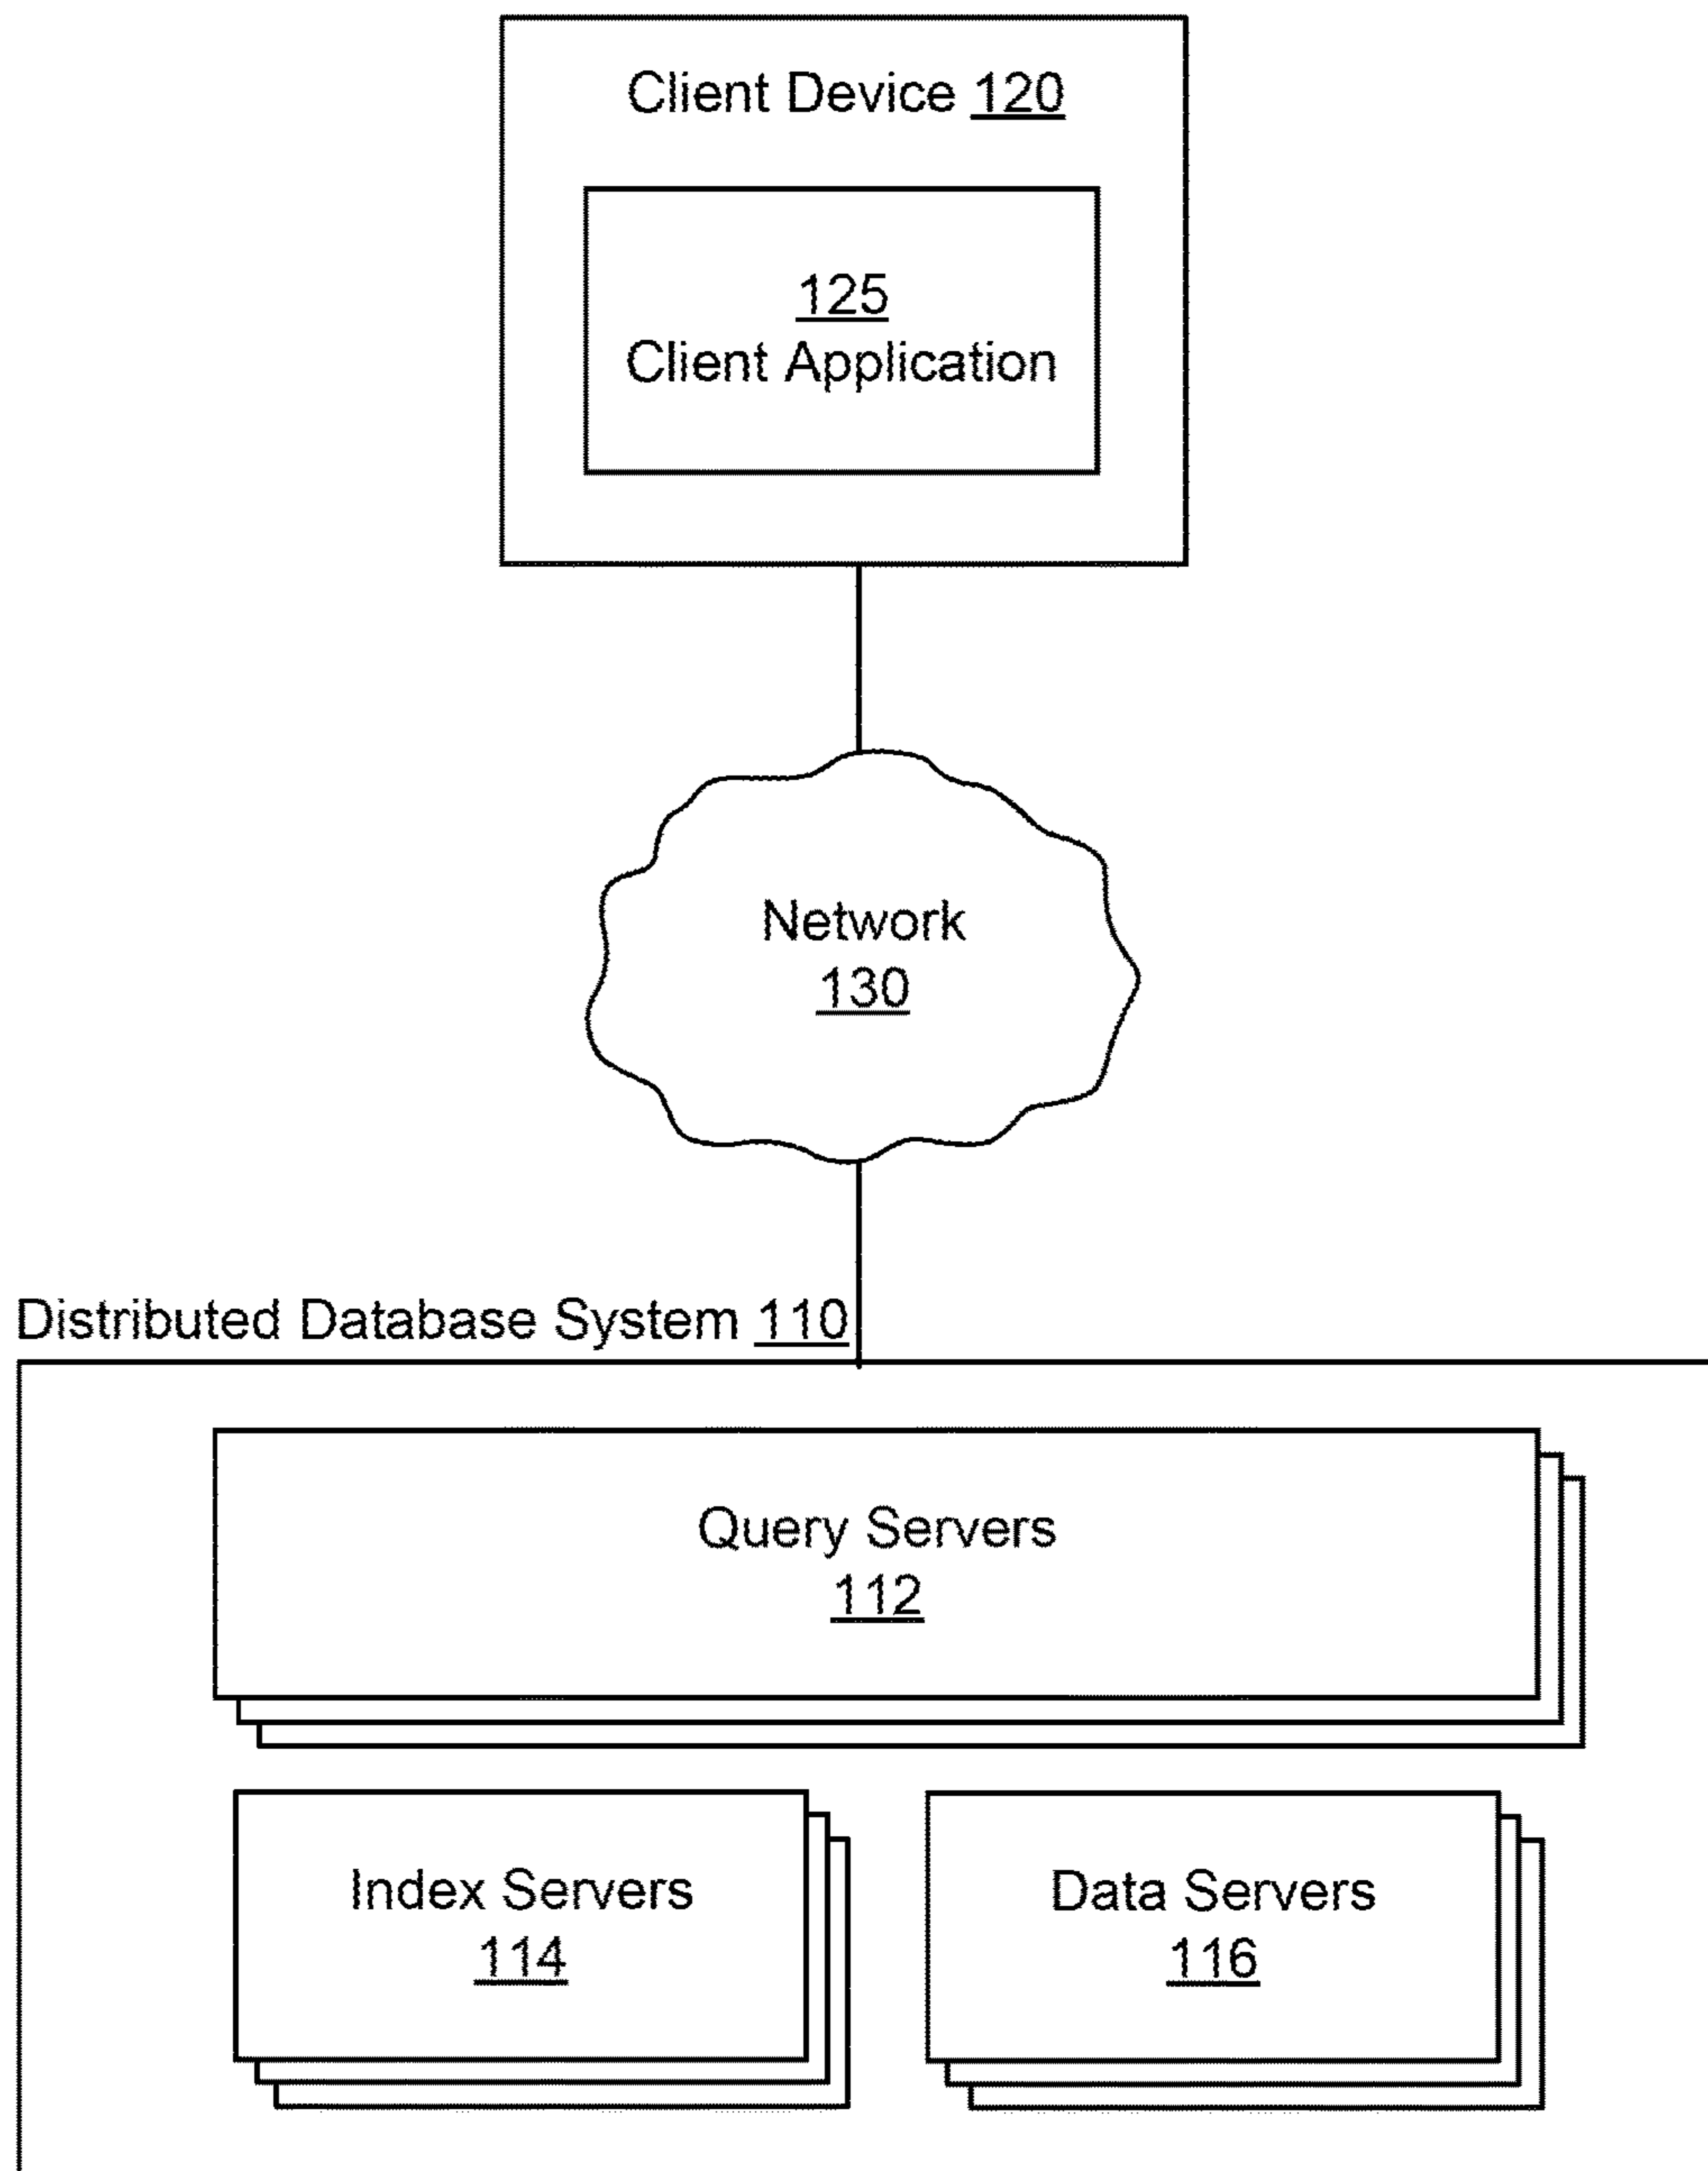 Client Device 120
125
Client Application
Network
130
Distributed Database System 110
Query Servers
112
Index Servers
114
Data Servers
116